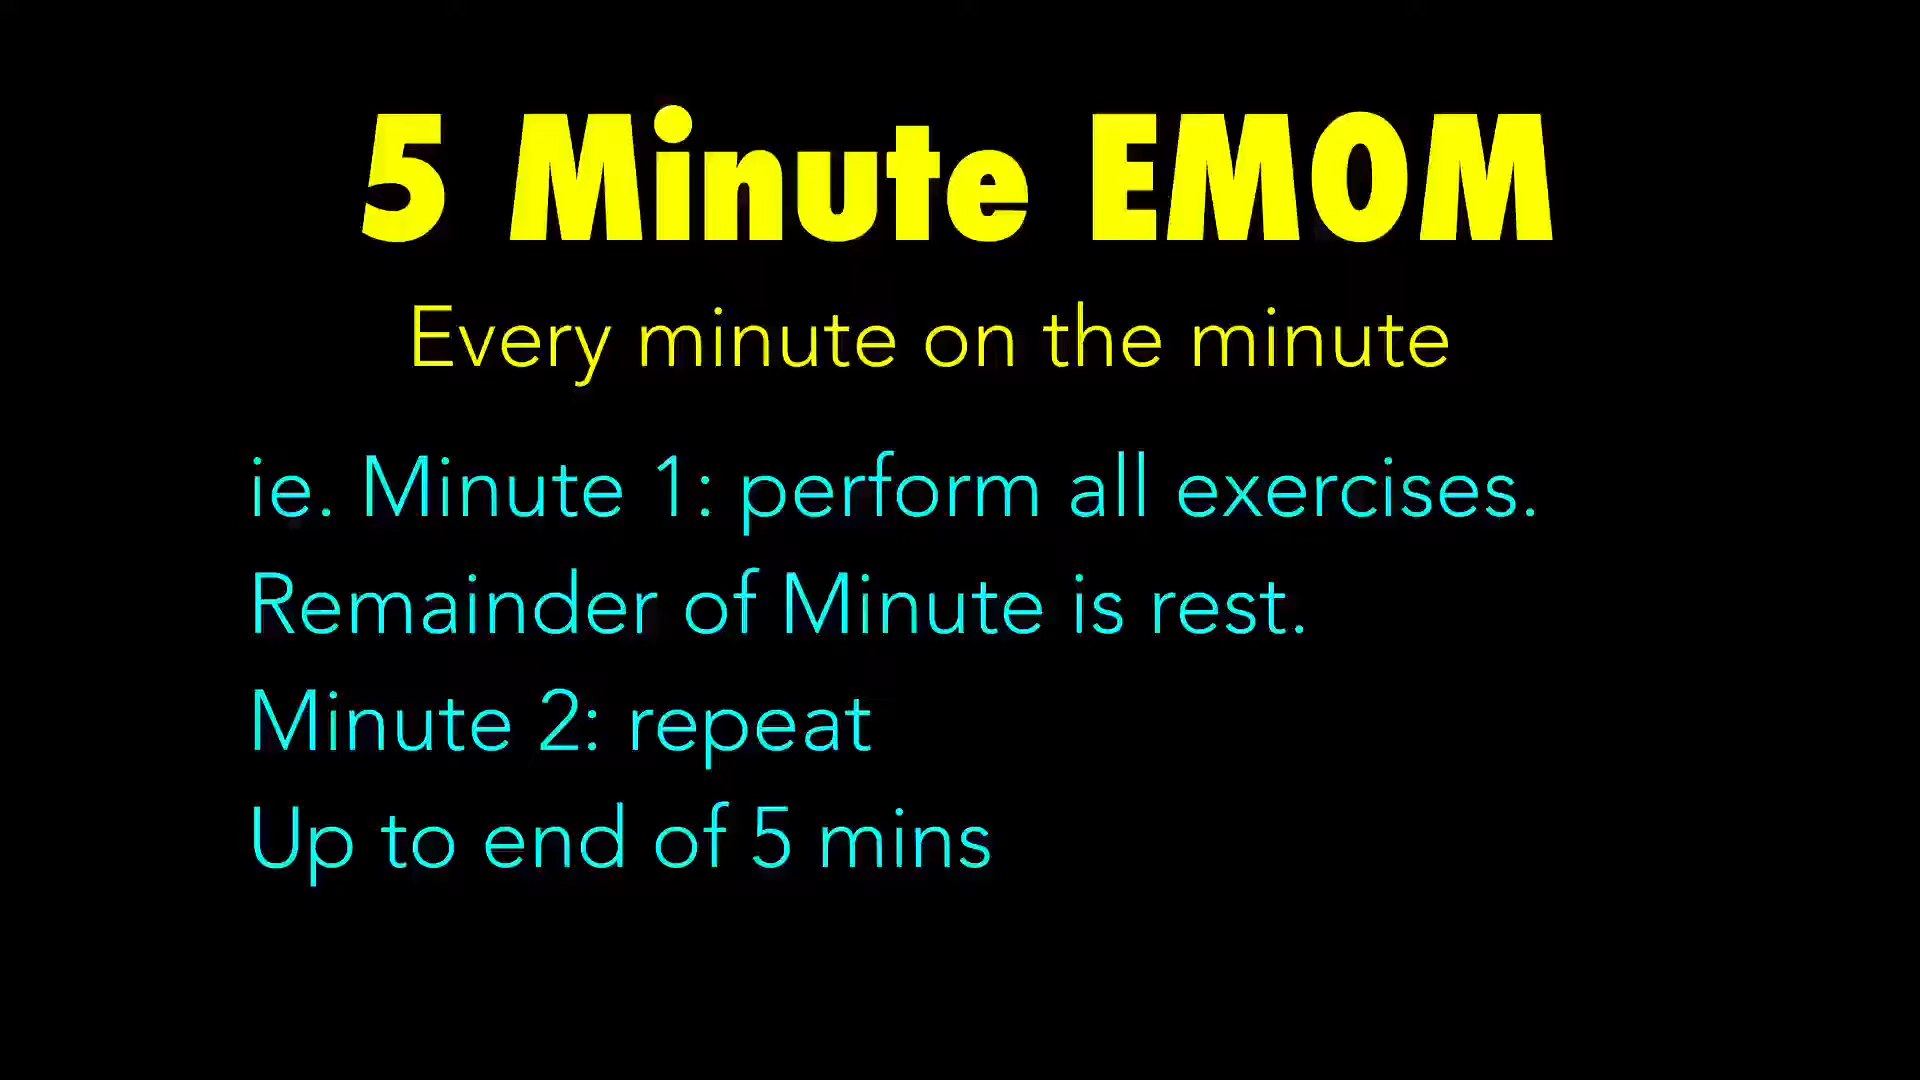 5 Minute EMOM
Every minute on the minute
ie. Minute 1: perform all exercises.
Remainder of Minute is rest.
Minute 2: repeat
Up to end of 5 mins